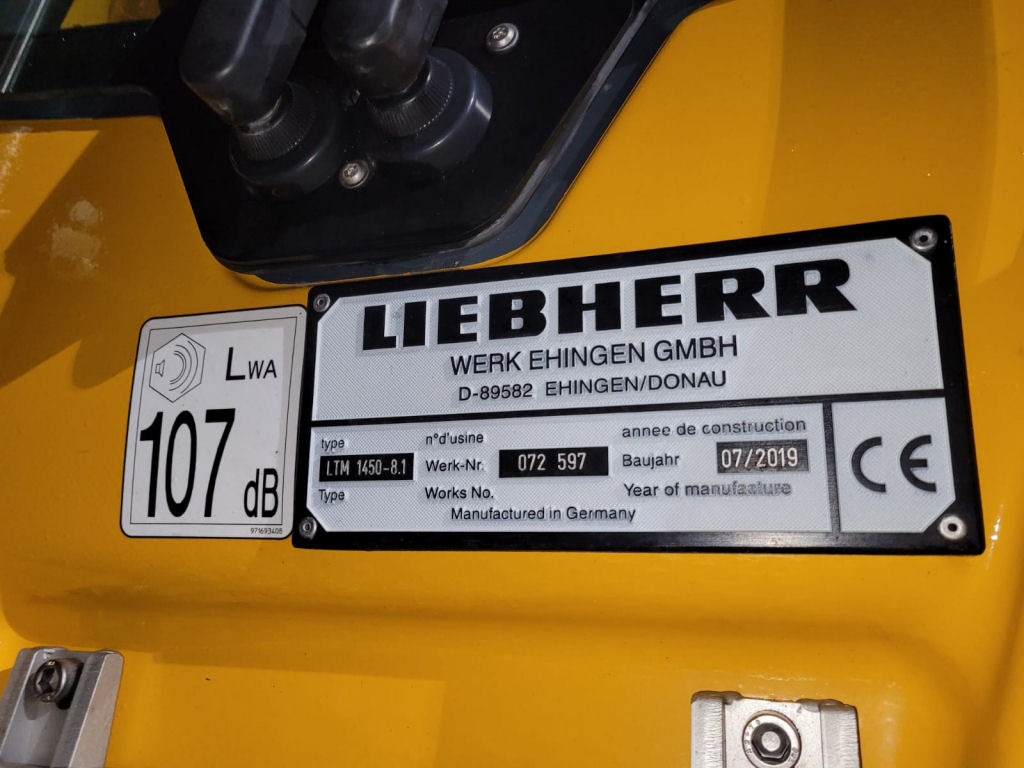 LIEBHERR
WERK EHINGEN GMBH
D-89582 EHINGEN/DONAU
LWA
107
dB
971693408
type
LTM 1450-8.1
Type
n°d'usine
Werk-Nr. 072 597
Works No.
annee de construction
Baujahr 07/2019
Year of manufacture
Manufactured in Germany
CE